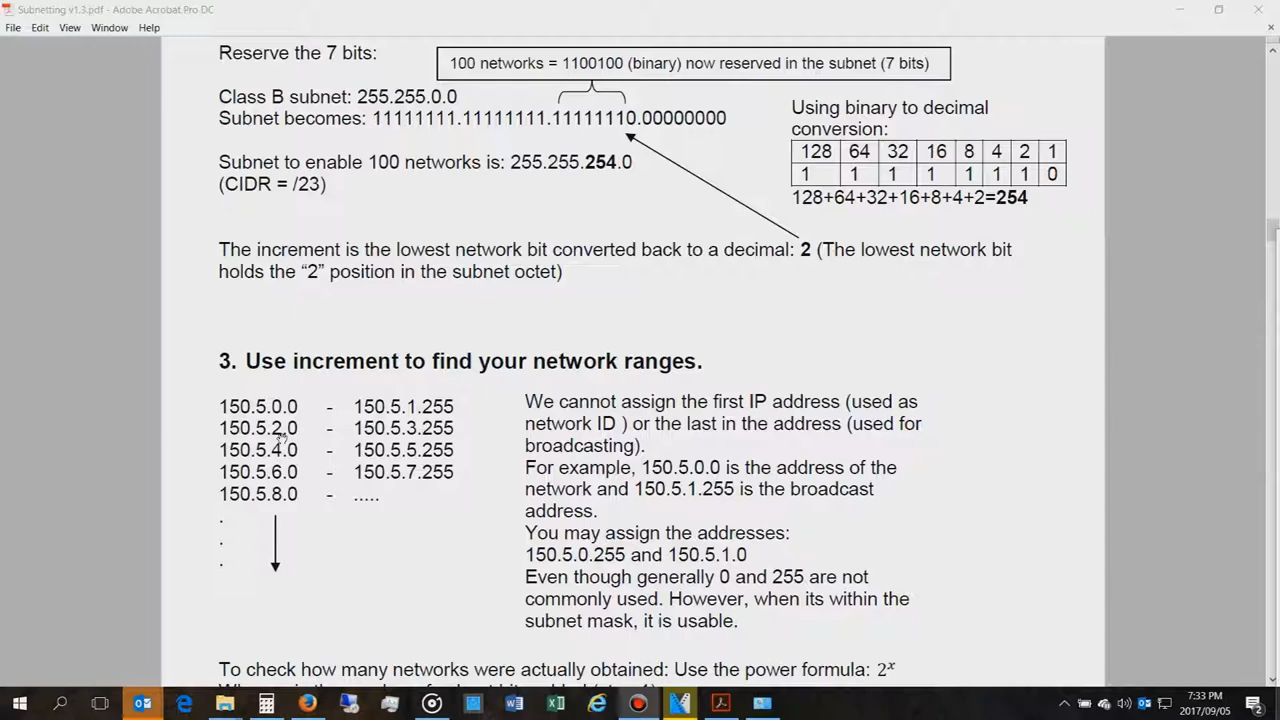 Subnetting v1.3.pdf - Adobe Acrobat Pro DC
File Edit View Window Help
Reserve the 7 bits:
100 networks = 1100100 (binary) now reserved in the subnet (7 bits)
Class B subnet: 255.255.0.0
Subnet becomes: 11111111.11111111.11111110.00000000
Using binary to decimal
conversion:
128 64 32 16 8 4 2 1
1 1 1 1 1 1 1 0
128+64+32+16+8+4+2=254
Subnet to enable 100 networks is: 255.255.254.0
(CIDR = /23)
The increment is the lowest network bit converted back to a decimal: 2 (The lowest network bit
holds the “2” position in the subnet octet)
3. Use increment to find your network ranges.
150.5.0.0 - 150.5.1.255
150.5.2.0 - 150.5.3.255
150.5.4.0 - 150.5.5.255
150.5.6.0 - 150.5.7.255
150.5.8.0 - .....
.
.
.
We cannot assign the first IP address (used as
network ID ) or the last in the address (used for
broadcasting).
For example, 150.5.0.0 is the address of the
network and 150.5.1.255 is the broadcast
address.
You may assign the addresses:
150.5.0.255 and 150.5.1.0
Even though generally 0 and 255 are not
commonly used. However, when its within the
subnet mask, it is usable.
To check how many networks were actually obtained: Use the power formula: 2ˣ
7:33 PM
2017/09/05
2